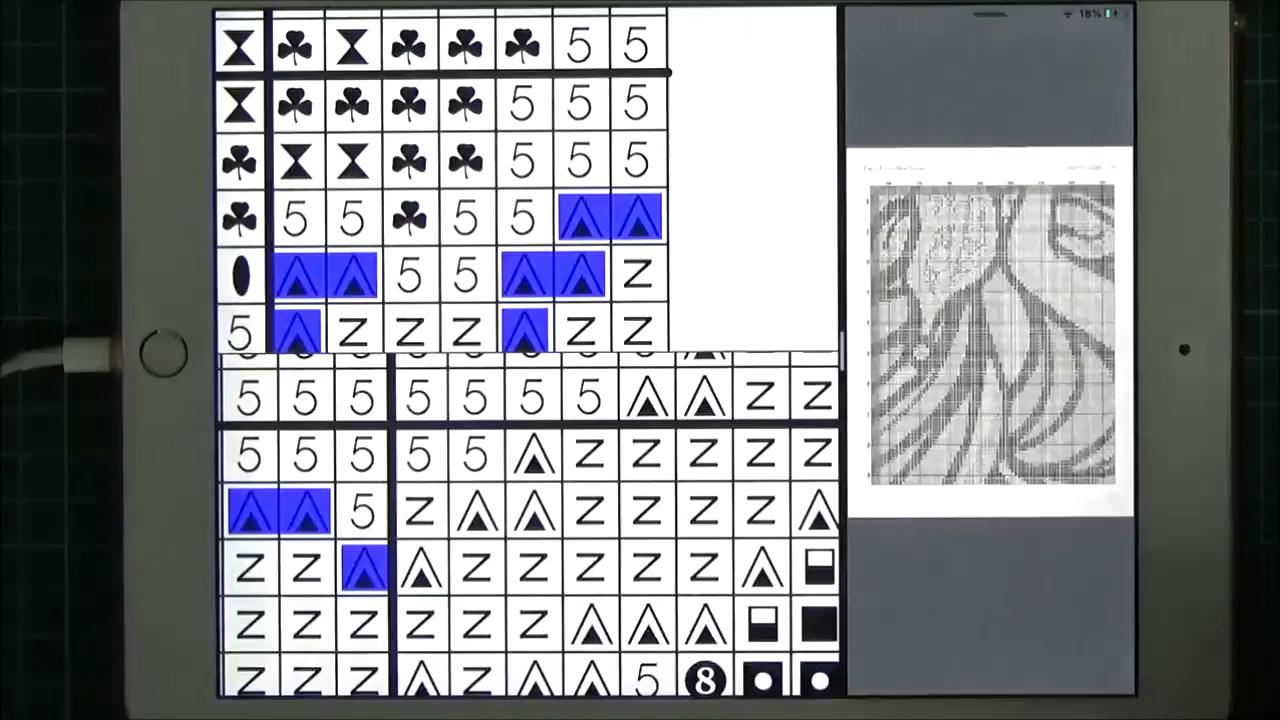 18%
5 5
5 5 5
5 5 5
5 5 5 5
5 5 Z
5 Z Z Z Z Z
5 5 5 5 5 5 5 Z Z
5 5 5 5 5 Z Z Z Z Z
5 Z Z Z Z Z
Z Z Z Z Z Z Z
Z Z Z Z Z Z
Z Z Z Z 5 8